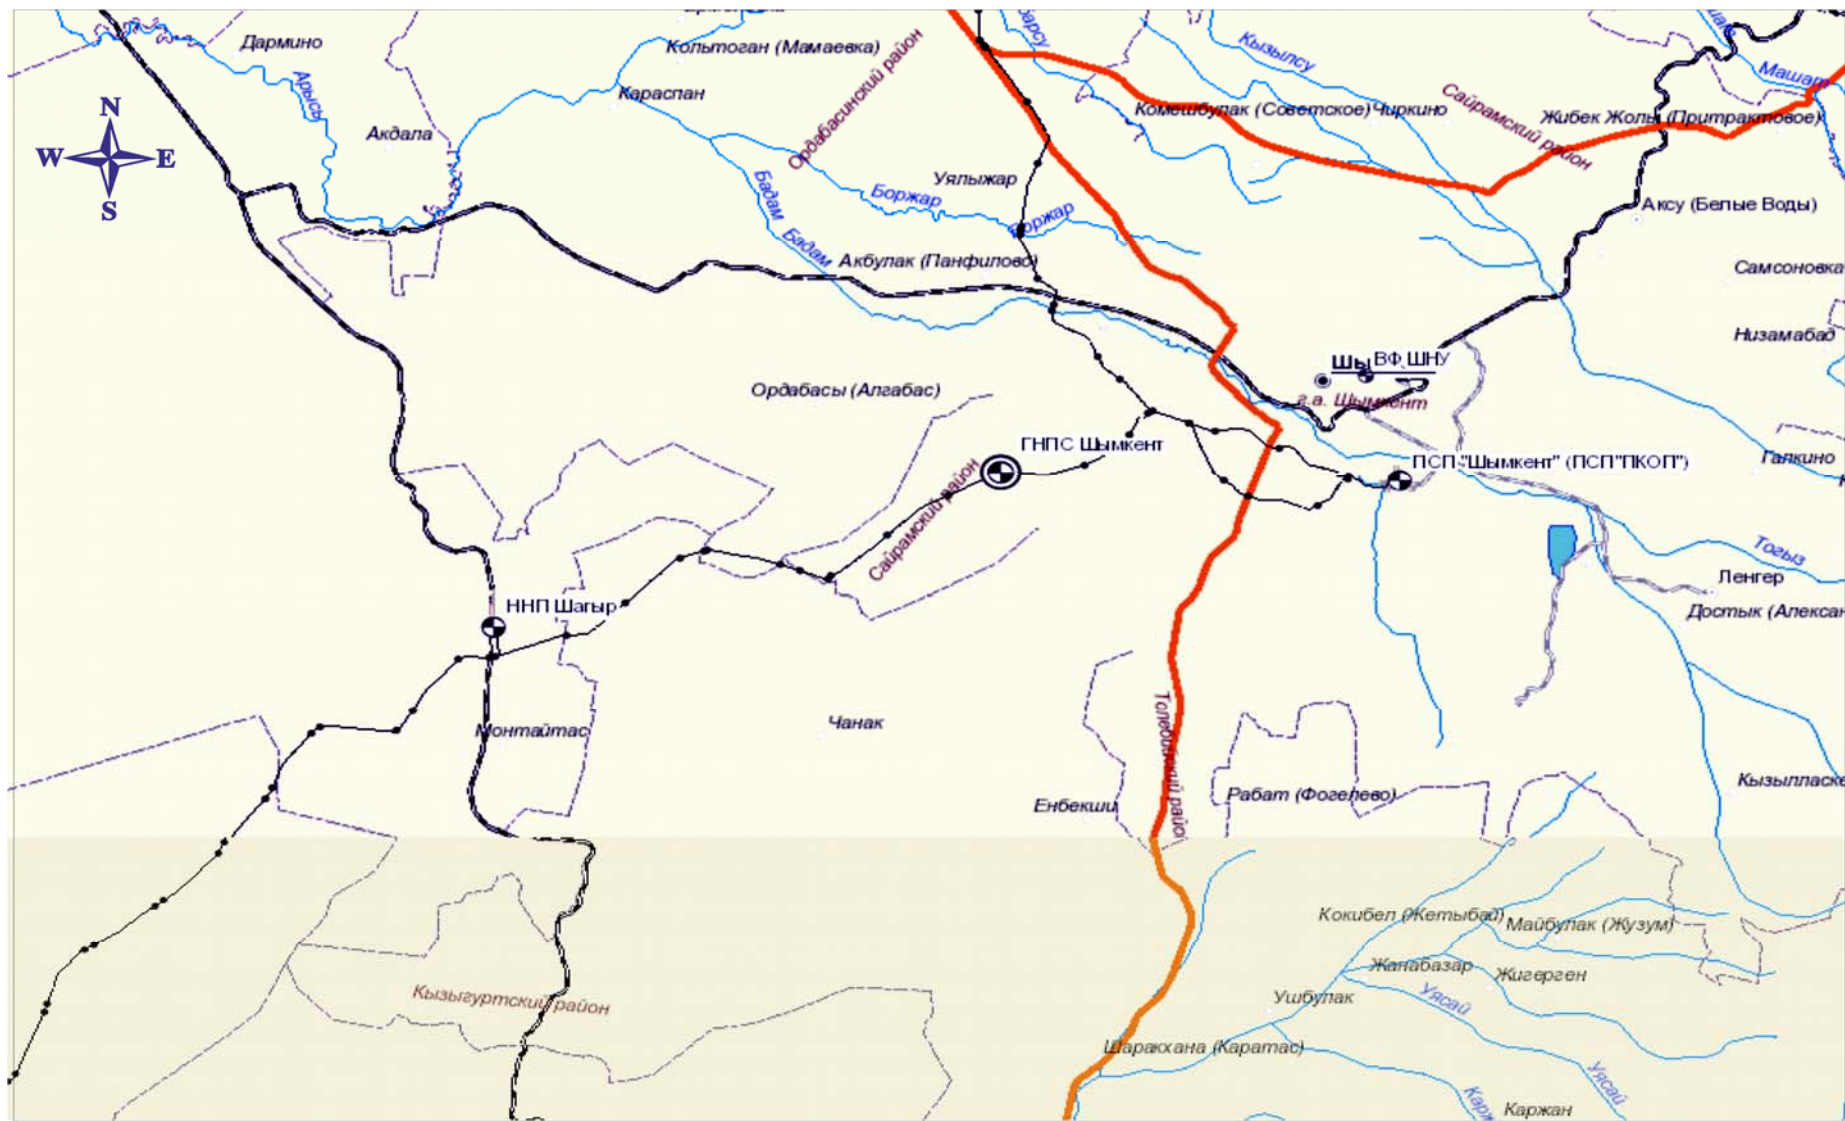 Дармино
Кольтоган (Мамаевка)
Кызылсу
Машат
Арысь
Караспан
Ордабасинский район
Комешбулак (Советское)
Чиркино
Сайрамский район
Жибек Жолы (Притрактовое)
N
W
E
S
Акдала
Уялыжар
Бадам
Боржар
Боржар
Аксу (Белые Воды)
Бадам
Акбулак (Панфилово)
Самсоновка
Низамабад
ВФ ШНУ
Ордабасы (Алгабас)
г.а. Шымкент
ГНПС Шымкент
ПСП "Шымкент" (ПСП"ПКОП")
Галкино
Сайрамский район
Тогыз
Ленгер
ННП Шагыр
Достык (Алексан
Монтайтас
Чанак
Толебийский район
Енбекши
Рабат (Фогелево)
Кызылласке
Кокибел (Жетыбай)
Майбулак (Жузум)
Жанабазар
Жигерген
Кызыгуртский район
Ушбулак
Уясай
Шаракхана (Каратас)
Уясай
Каржан